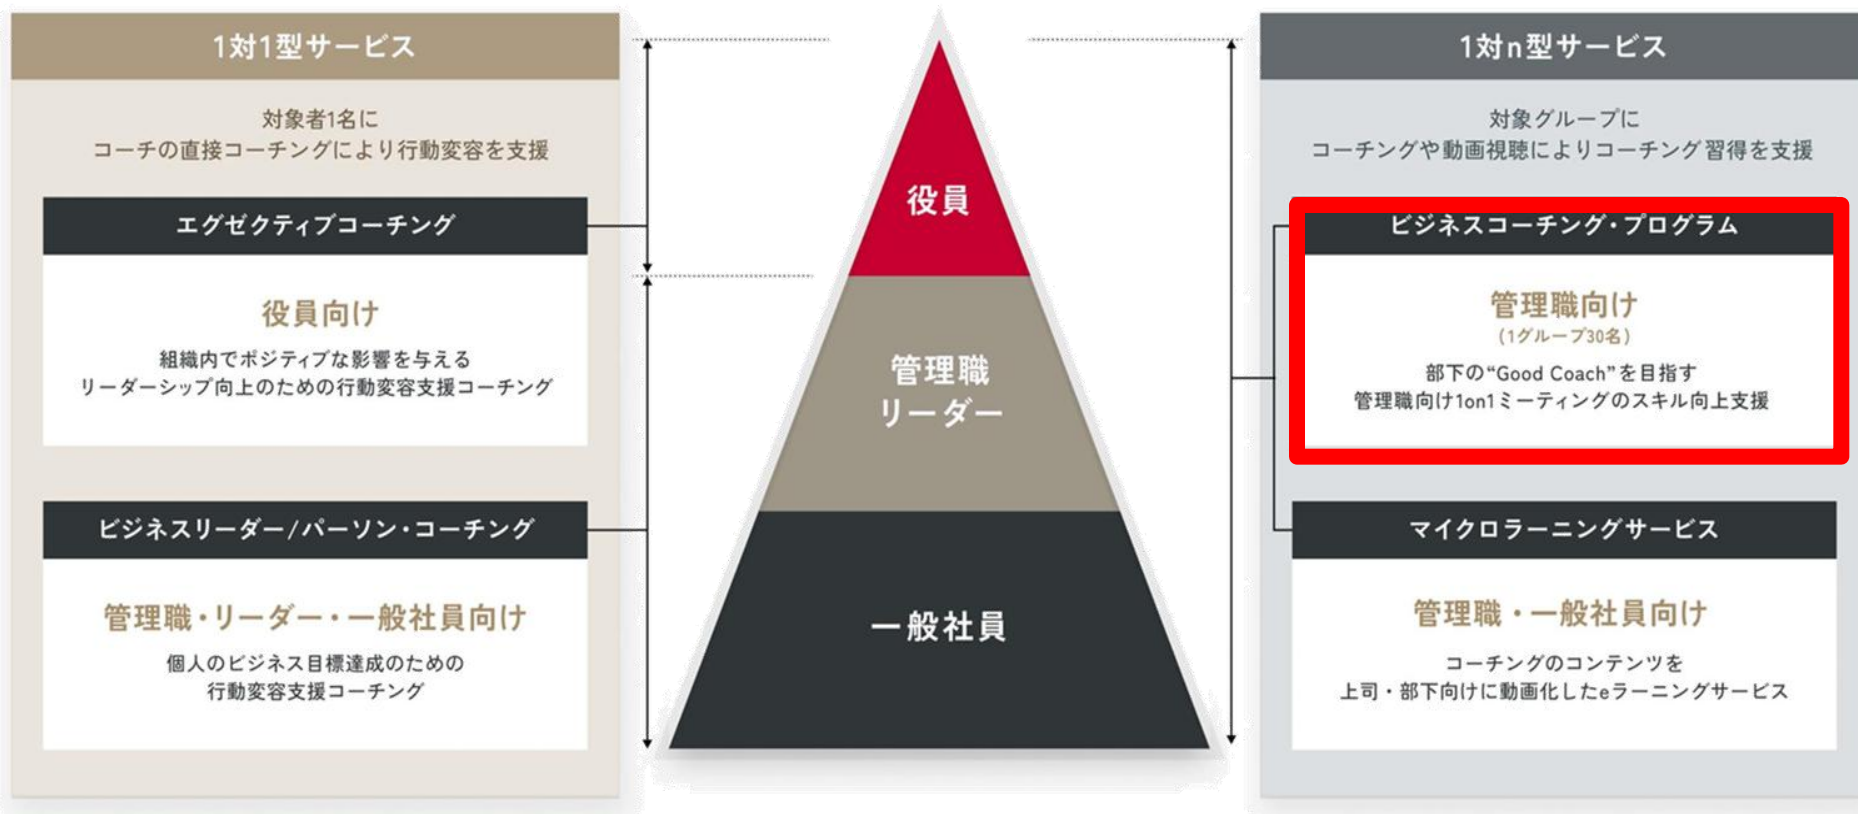 1対1型サービス
対象者1名に
コーチの直接コーチングにより行動変容を支援
エグゼクティブコーチング
役員向け
組織内でポジティブな影響を与える
リーダーシップ向上のための行動変容支援コーチング
ビジネスリーダー/パーソン・コーチング
管理職・リーダー・一般社員向け
個人のビジネス目標達成のための
行動変容支援コーチング
役員
管理職
リーダー
一般社員
1対n型サービス
対象グループに
コーチングや動画視聴によりコーチング習得を支援
ビジネスコーチング・プログラム
管理職向け
(1グループ30名)
部下の“Good Coach”を目指す
管理職向け1on1ミーティングのスキル向上支援
マイクロラーニングサービス
管理職・一般社員向け
コーチングのコンテンツを
上司・部下向けに動画化したeラーニングサービス